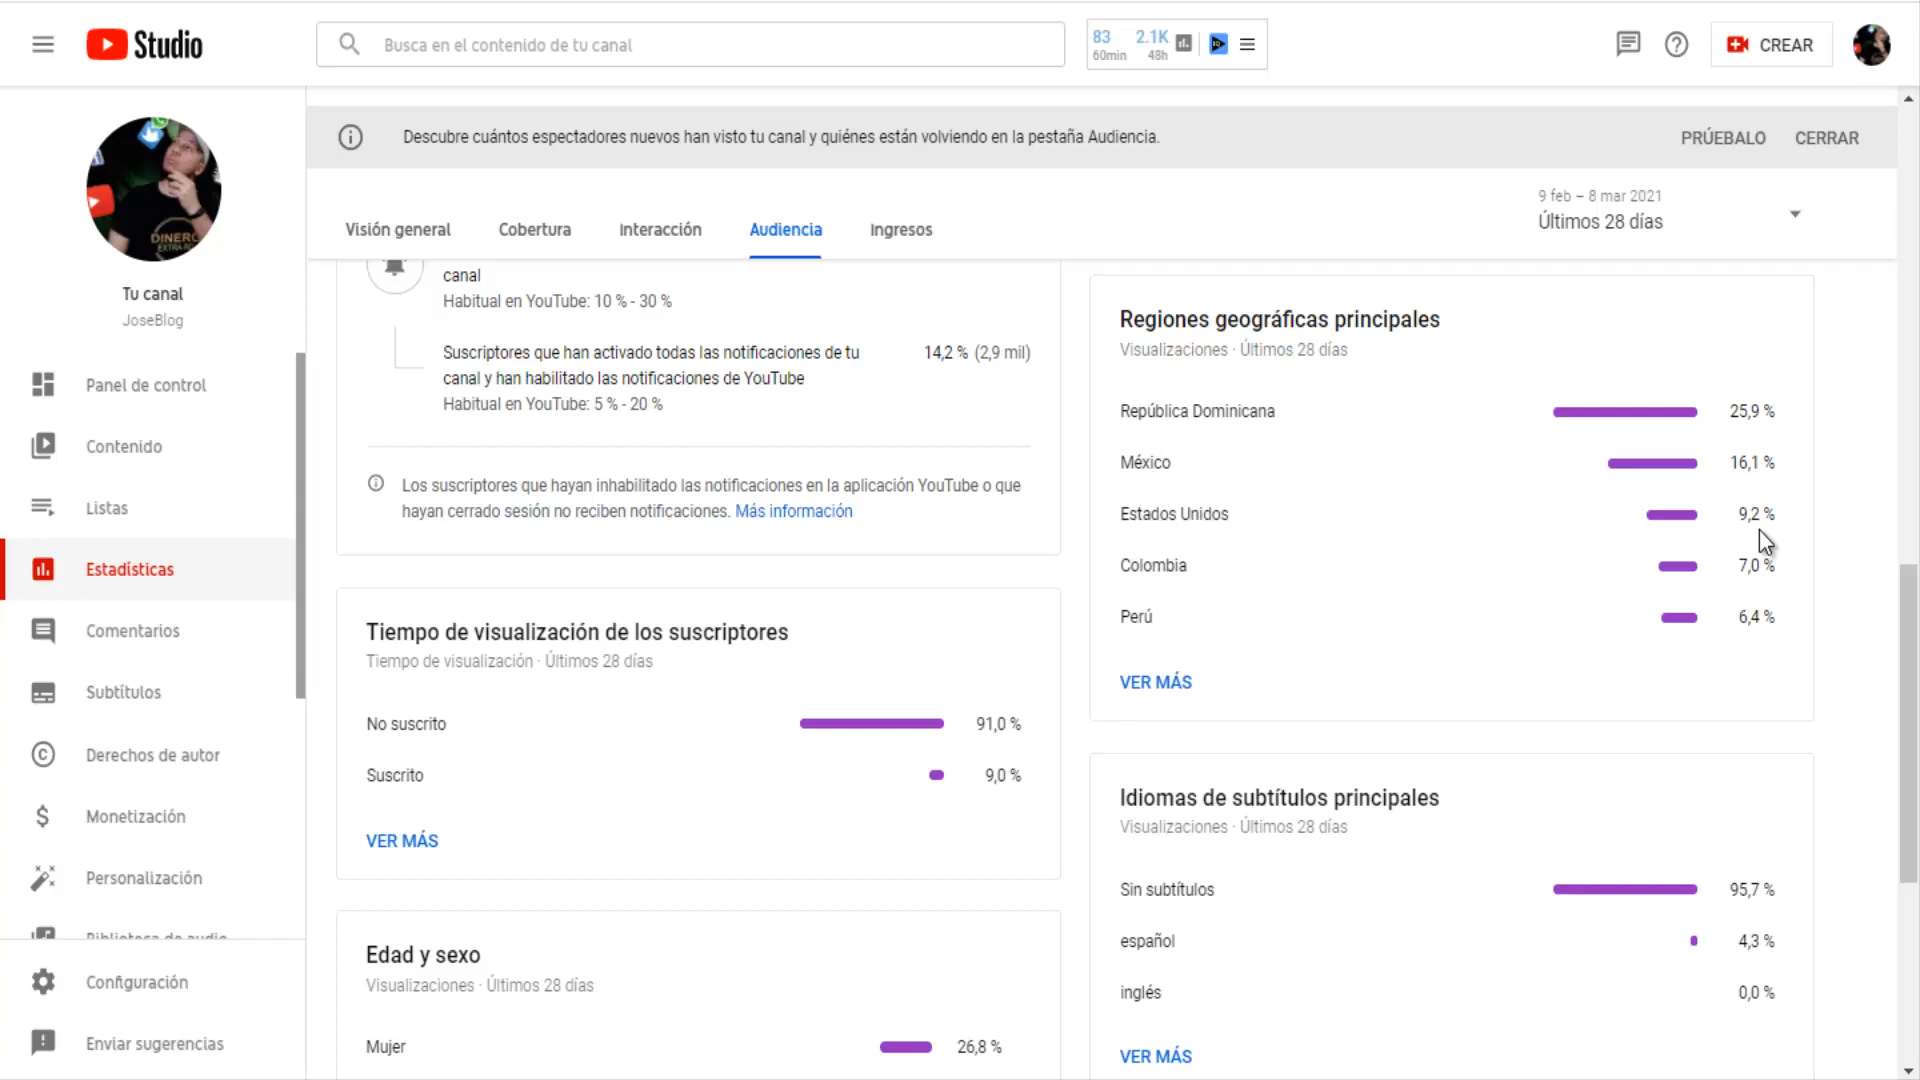 Studio
Busca en el contenido de tu canal
83 2.1K
60min 48h
CREAR
Descubre cuántos espectadores nuevos han visto tu canal y quiénes están volviendo en la pestaña Audiencia.
PRÚEBALO CERRAR
9 feb – 8 mar 2021
Últimos 28 días
Visión general Cobertura Interacción Audiencia Ingresos
DINERO
EXTRA
Tu canal
JoseBlog
Panel de control
Contenido
Listas
Estadísticas
Comentarios
Subtítulos
Derechos de autor
Monetización
Personalización
Biblioteca de audio
Configuración
Enviar sugerencias
canal
Habitual en YouTube: 10 % - 30 %
Suscriptores que han activado todas las notificaciones de tu 14,2 % (2,9 mil)
canal y han habilitado las notificaciones de YouTube
Habitual en YouTube: 5 % - 20 %
Los suscriptores que hayan inhabilitado las notificaciones en la aplicación YouTube o que
hayan cerrado sesión no reciben notificaciones. Más información
Tiempo de visualización de los suscriptores
Tiempo de visualización · Últimos 28 días
No suscrito 91,0 %
Suscrito 9,0 %
VER MÁS
Edad y sexo
Visualizaciones · Últimos 28 días
Mujer 26,8 %
Regiones geográficas principales
Visualizaciones · Últimos 28 días
República Dominicana 25,9 %
México 16,1 %
Estados Unidos 9,2 %
Colombia 7,0 %
Perú 6,4 %
VER MÁS
Idiomas de subtítulos principales
Visualizaciones · Últimos 28 días
Sin subtítulos 95,7 %
español 4,3 %
inglés 0,0 %
VER MÁS